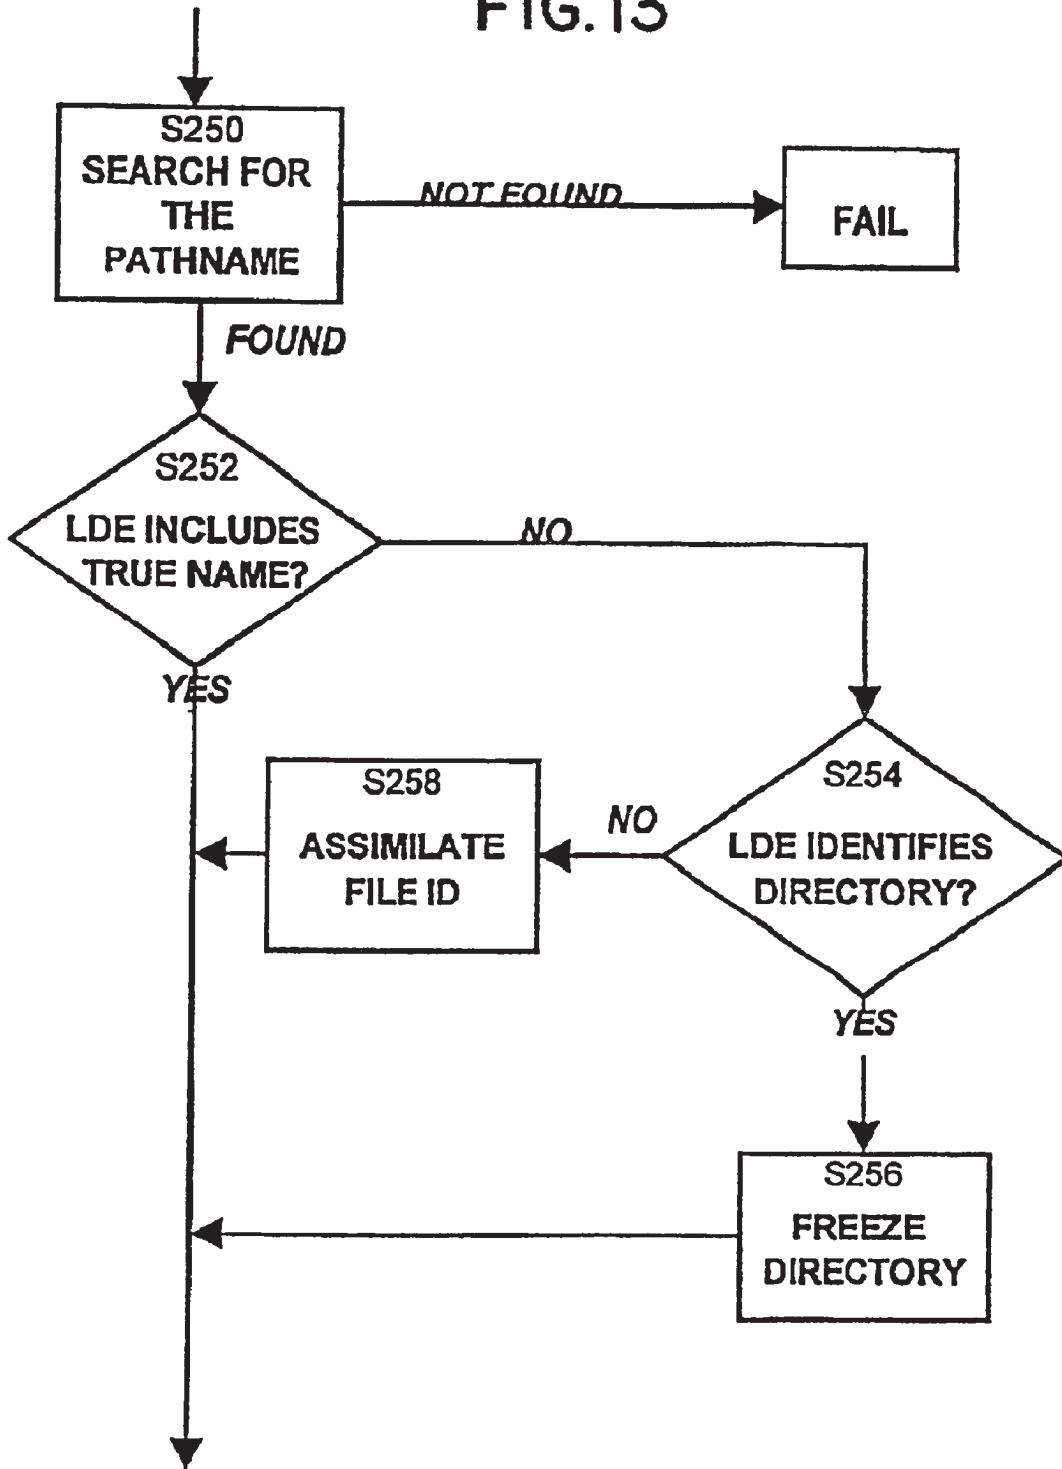 FIG. 13
S250
SEARCH FOR
THE
PATHNAME
NOT FOUND
FAIL
FOUND
S252
LDE INCLUDES
TRUE NAME?
NO
YES
S254
LDE IDENTIFIES
DIRECTORY?
NO
S258
ASSIMILATE
FILE ID
YES
S256
FREEZE
DIRECTORY